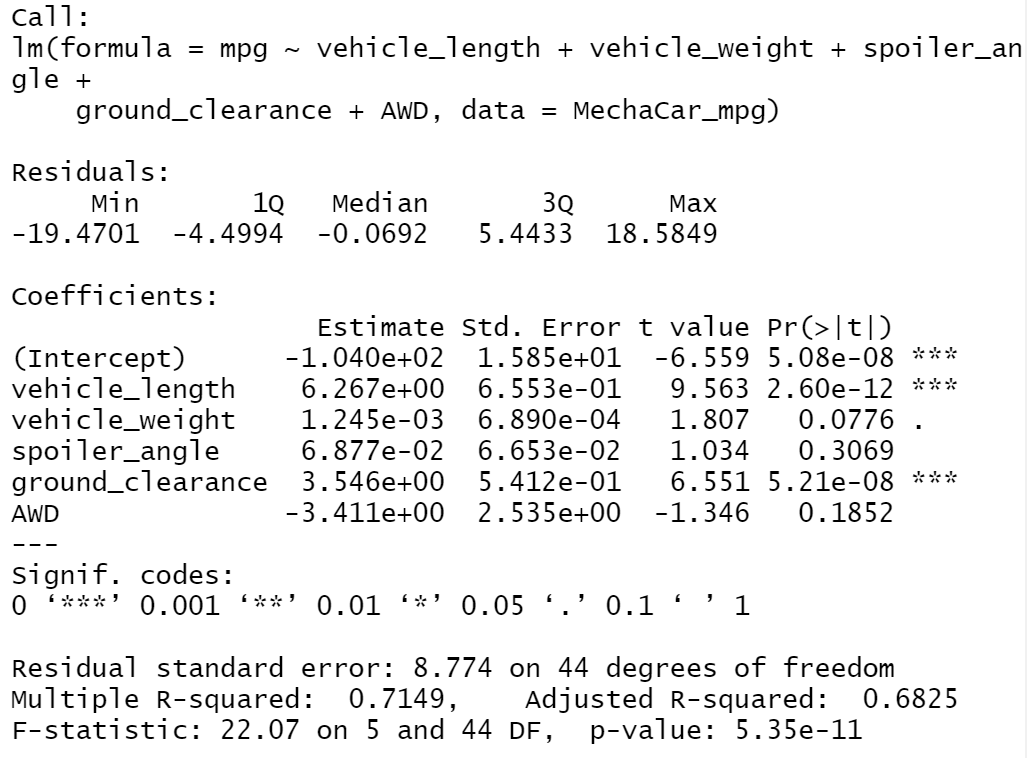 Call:
lm(formula = mpg ~ vehicle_length + vehicle_weight + spoiler_an
gle +
    ground_clearance + AWD, data = MechaCar_mpg)

Residuals:
     Min       1Q   Median       3Q      Max
-19.4701  -4.4994  -0.0692   5.4433  18.5849

Coefficients:
                   Estimate Std. Error t value Pr(>|t|)
(Intercept)      -1.040e+02  1.585e+01  -6.559 5.08e-08 ***
vehicle_length    6.267e+00  6.553e-01   9.563 2.60e-12 ***
vehicle_weight    1.245e-03  6.890e-04   1.807   0.0776 .
spoiler_angle     6.877e-02  6.653e-02   1.034   0.3069
ground_clearance  3.546e+00  5.412e-01   6.551 5.21e-08 ***
AWD              -3.411e+00  2.535e+00  -1.346   0.1852
---
Signif. codes:
0 ‘***’ 0.001 ‘**’ 0.01 ‘*’ 0.05 ‘.’ 0.1 ‘ ’ 1

Residual standard error: 8.774 on 44 degrees of freedom
Multiple R-squared:  0.7149,    Adjusted R-squared:  0.6825
F-statistic: 22.07 on 5 and 44 DF,  p-value: 5.35e-11